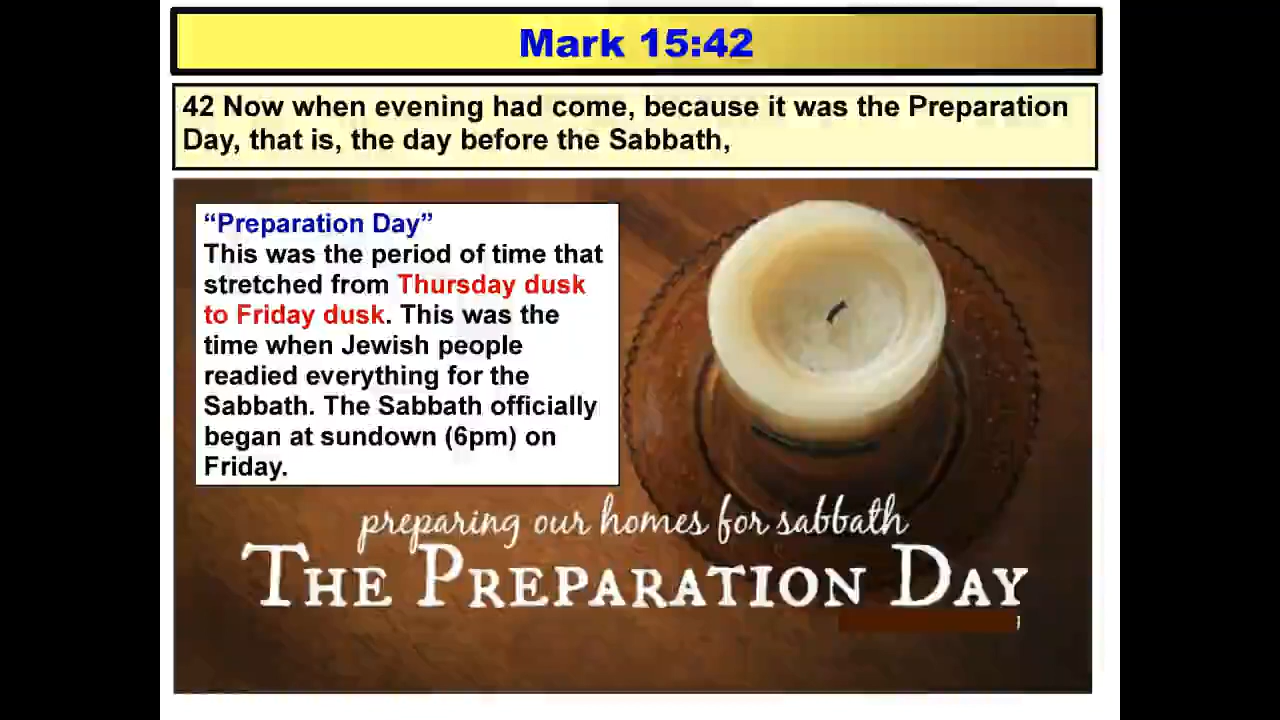 Mark 15:42
42 Now when evening had come, because it was the Preparation
Day, that is, the day before the Sabbath,
“Preparation Day”
This was the period of time that
stretched from Thursday dusk
to Friday dusk. This was the
time when Jewish people
readied everything for the
Sabbath. The Sabbath officially
began at sundown (6pm) on
Friday.
preparing our homes for sabbath
THE PREPARATION DAY